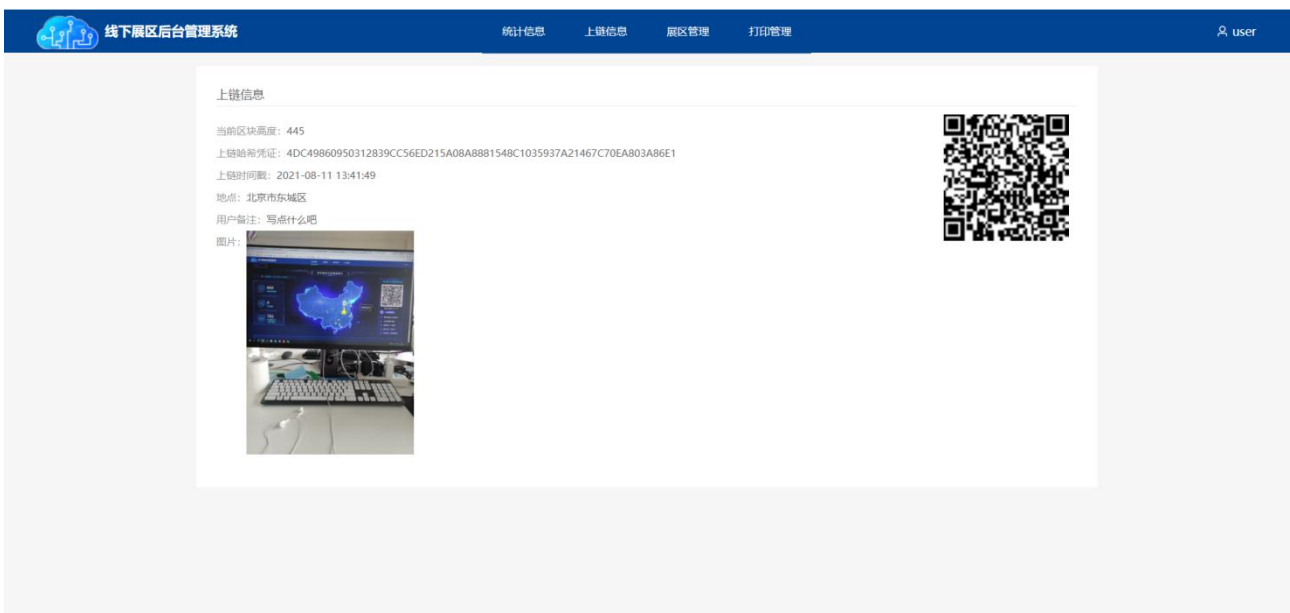 线下展区后台管理系统
统计信息 上链信息 展区管理 打印管理
user
上链信息
当前区块高度：445
上链哈希凭证：4DC49860950312839CC56ED215A08A8881548C1035937A21467C70EA803A86E1
上链时间戳：2021-08-11 13:41:49
地点：北京市东城区
用户备注：写点什么吧
图片：